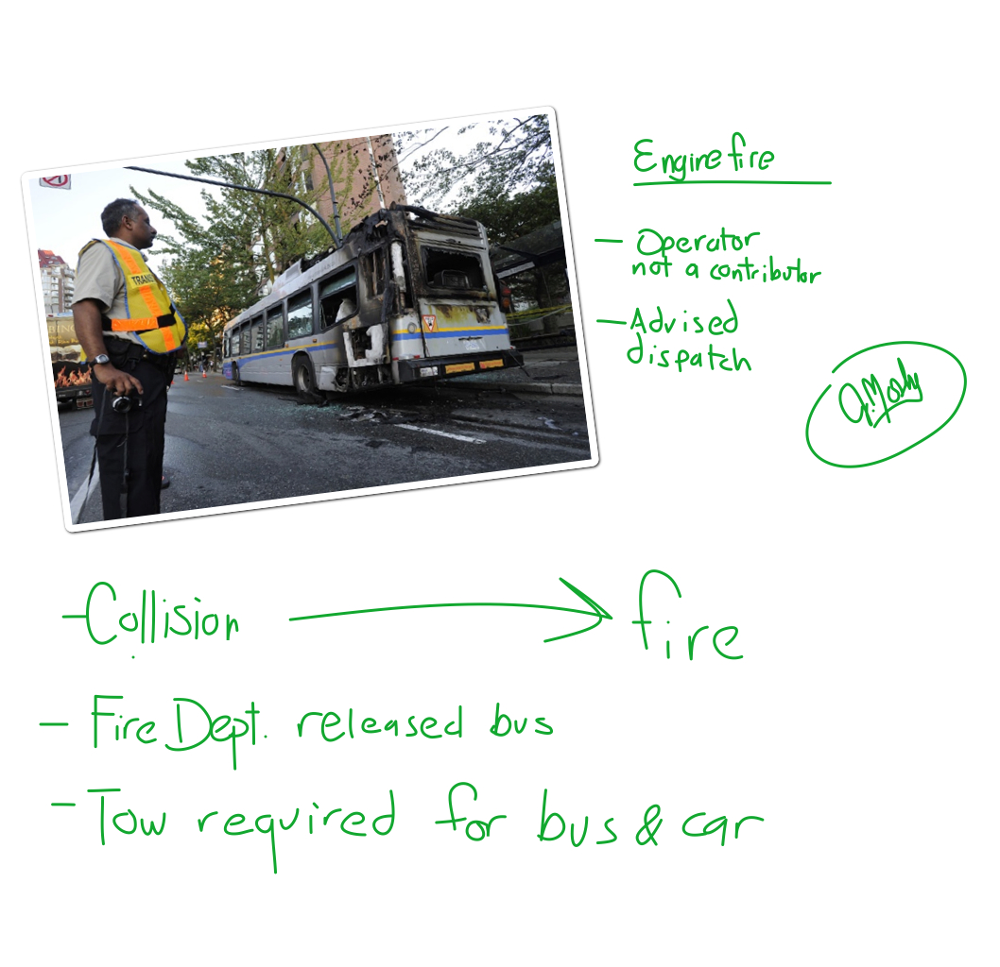 Engine fire
— Operator
not a contributor
— Advised
dispatch
- Collision → fire
- Fire Dept. released bus
- Tow required for bus & car